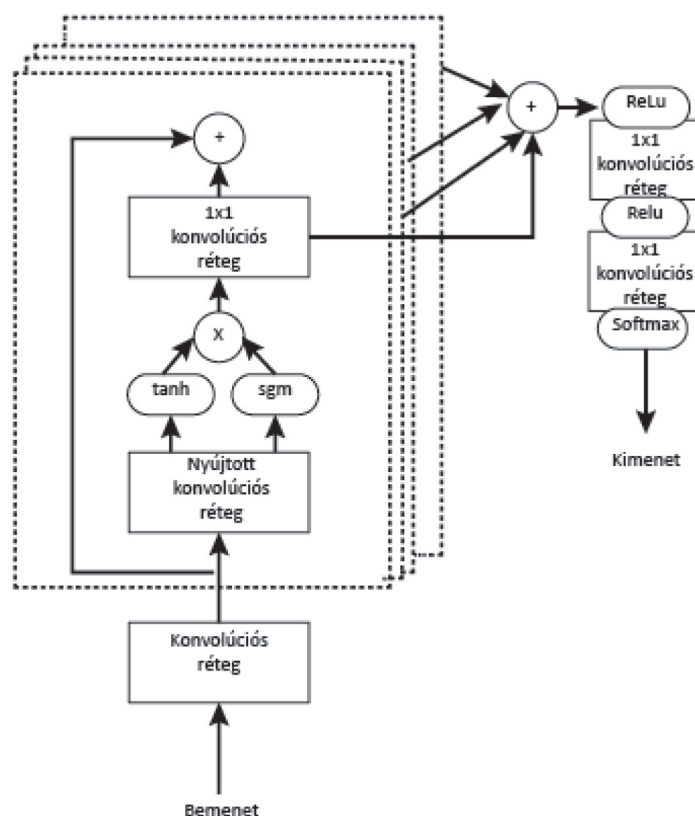 +
+
ReLu
1x1
konvolúciós
réteg
Relu
1x1
konvolúciós
réteg
Softmax
Kimenet
1x1
konvolúciós
réteg
X
tanh
sgm
Nyújtott
konvolúciós
réteg
Konvolúciós
réteg
Bemenet